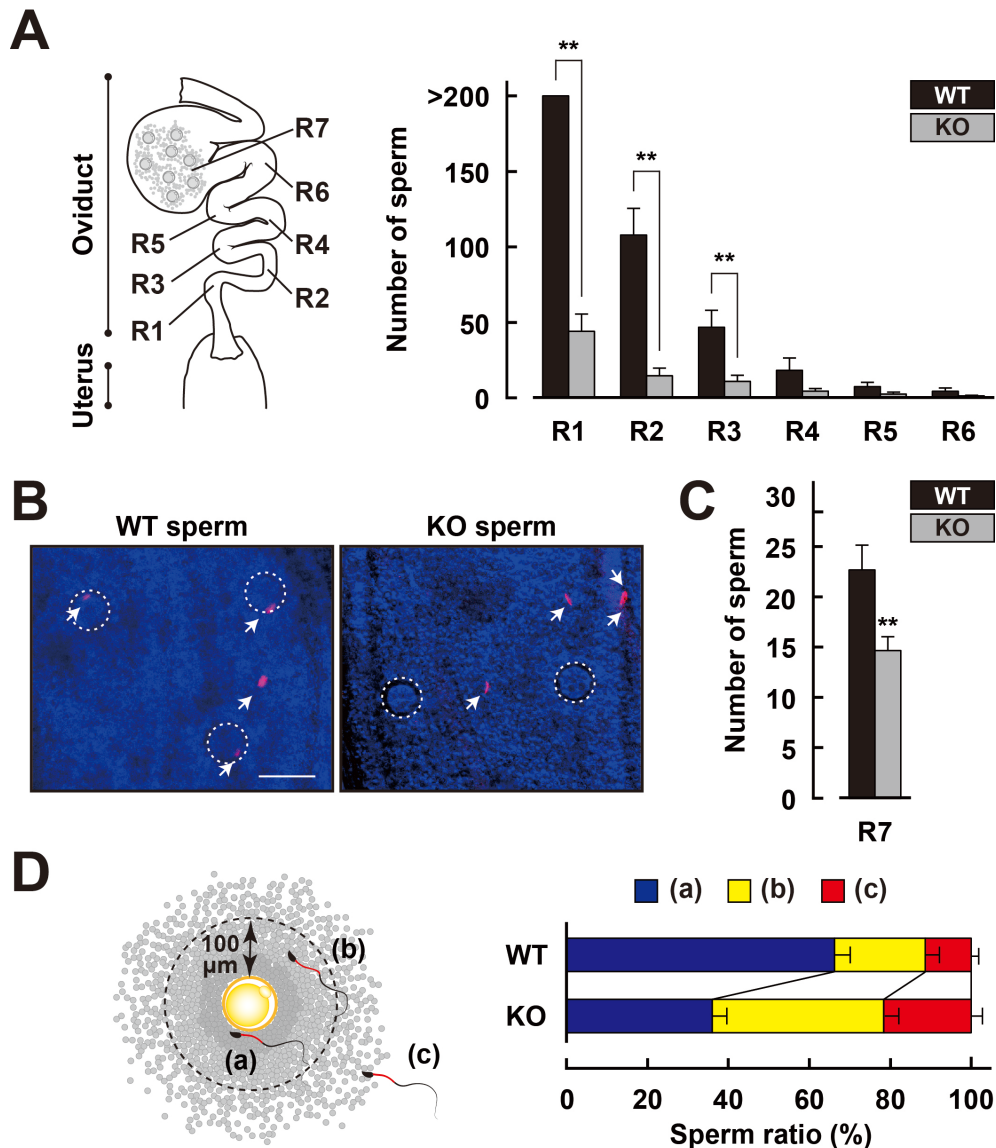 A
Oviduct
Uterus
R7
R6
R5
R4
R3
R2
R1
Number of sperm
>200
150
100
50
0
**
**
**
R1 R2 R3 R4 R5 R6
WT
KO
B
WT sperm KO sperm
C
Number of sperm
30
25
20
15
10
5
0
**
R7
WT
KO
D
100
µm
(b)
(a)
(c)
(a) (b) (c)
WT
KO
0 20 40 60 80 100
Sperm ratio (%)